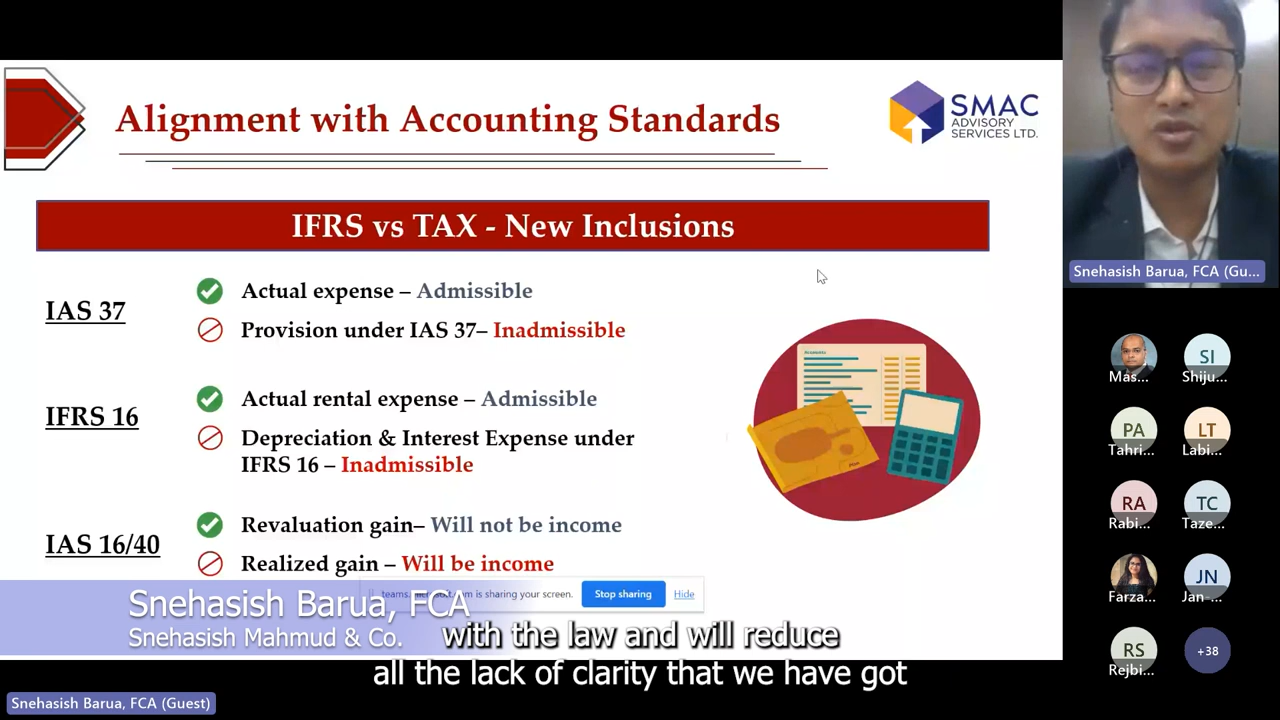 Alignment with Accounting Standards
SMAC
ADVISORY
SERVICES LTD.
IFRS vs TAX - New Inclusions
IAS 37
Actual expense – Admissible
Provision under IAS 37– Inadmissible
IFRS 16
Actual rental expense – Admissible
Depreciation & Interest Expense under
IFRS 16 – Inadmissible
IAS 16/40
Revaluation gain– Will not be income
Realized gain – Will be income
is sharing your screen.
Stop sharing
Hide
Snehasish Barua, FCA
Snehasish Mahmud & Co.
with the law and will reduce
all the lack of clarity that we have got
Snehasish Barua, FCA (Guest)
Snehasish Barua, FCA (Gu...
Mas...
SI
Shiju...
PA
Tahri...
LT
Labi...
RA
Rabi...
TC
Taze...
Farza...
JN
Jan-...
RS
Rejbi...
+38